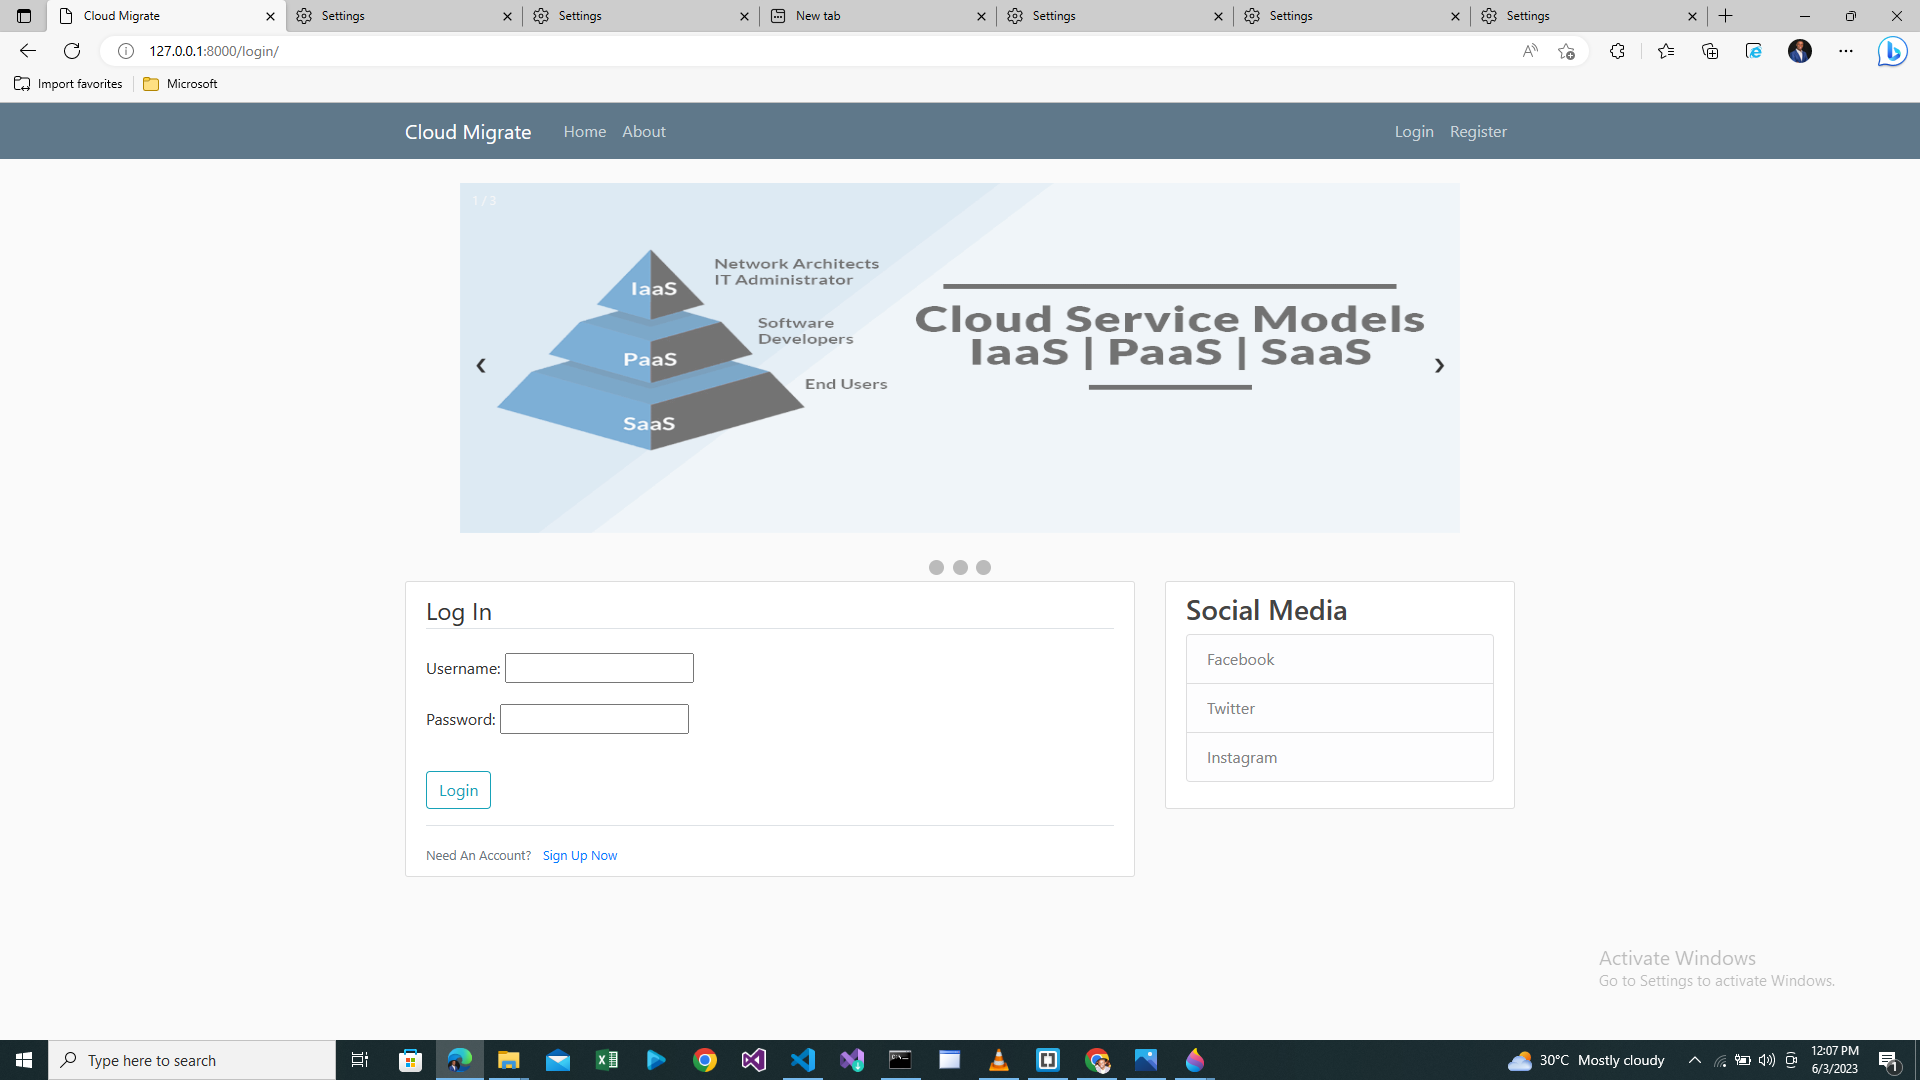 Cloud Migrate
Settings
Settings
New tab
Settings
Settings
Settings
127.0.0.1:8000/login/
Import favorites
Microsoft
Cloud Migrate
Home
About
Login
Register
1 / 3
IaaS
Network Architects
IT Administrator
PaaS
Software
Developers
SaaS
End Users
Cloud Service Models
IaaS | PaaS | SaaS
Log In
Username:
Password:
Login
Need An Account? Sign Up Now
Social Media
Facebook
Twitter
Instagram
Activate Windows
Go to Settings to activate Windows.
Type here to search
30°C Mostly cloudy
12:07 PM
6/3/2023
1